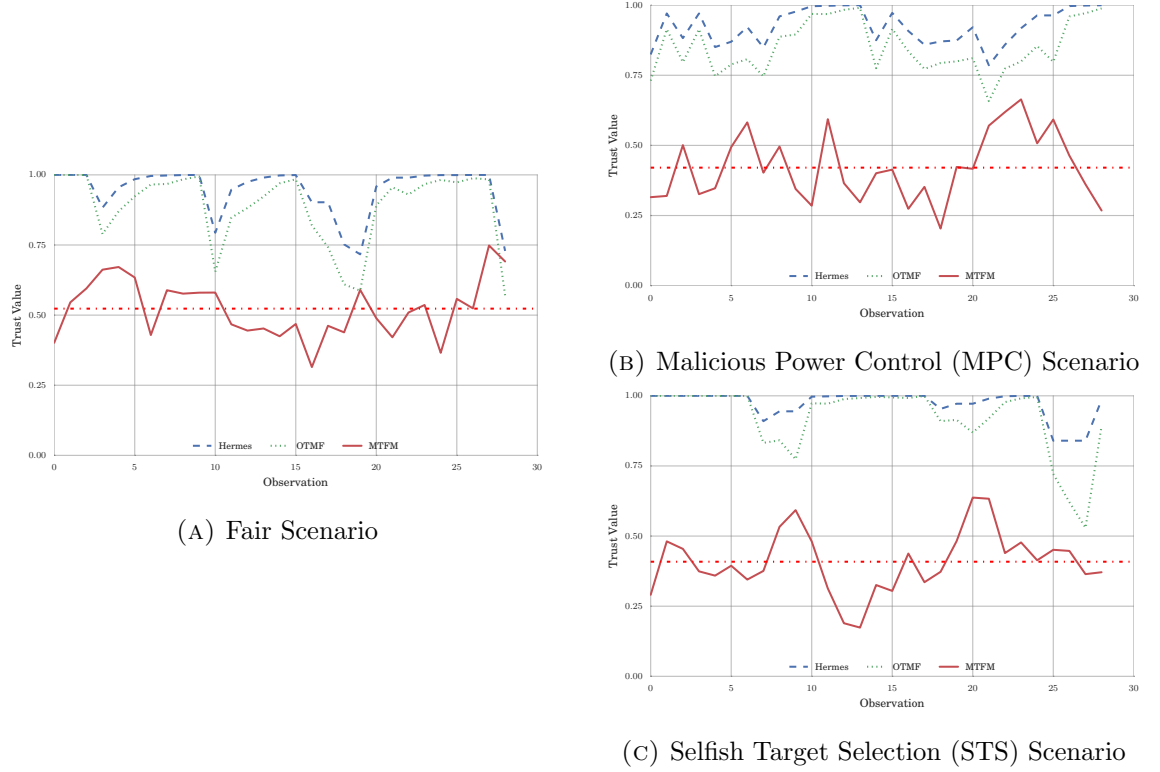 1.00
0.75
0.50
0.25
0.00
Trust Value
0 5 10 15 20 25 30
Observation
Hermes OTMF MTFM
(A) Fair Scenario
1.00
0.75
0.50
0.25
0.00
Trust Value
0 5 10 15 20 25 30
Observation
Hermes OTMF MTFM
(B) Malicious Power Control (MPC) Scenario
1.00
0.75
0.50
0.25
0.00
Trust Value
0 5 10 15 20 25 30
Observation
Hermes OTMF MTFM
(C) Selfish Target Selection (STS) Scenario